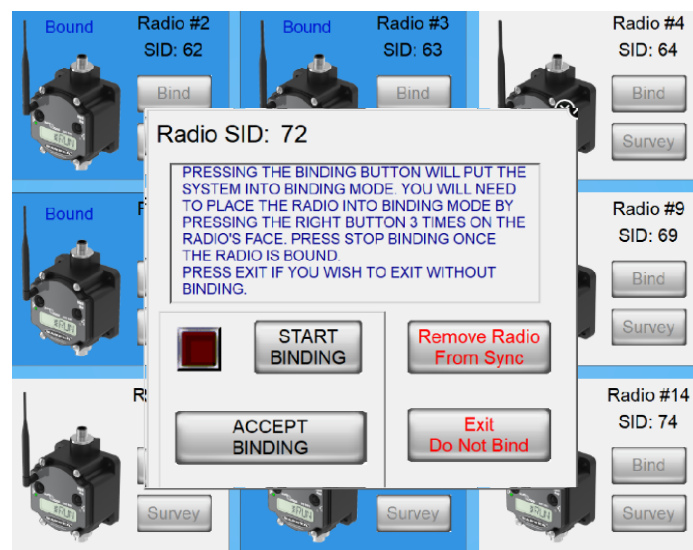 Bound
Radio #2
SID: 62
Bind
Bound
Radio #3
SID: 63
Bind
Radio #4
SID: 64
Bind
Survey
Radio SID: 72
PRESSING THE BINDING BUTTON WILL PUT THE
SYSTEM INTO BINDING MODE. YOU WILL NEED
TO PLACE THE RADIO INTO BINDING MODE BY
PRESSING THE RIGHT BUTTON 3 TIMES ON THE
RADIO'S FACE. PRESS STOP BINDING ONCE
THE RADIO IS BOUND.
PRESS EXIT IF YOU WISH TO EXIT WITHOUT
BINDING.
START
BINDING
Remove Radio
From Sync
ACCEPT
BINDING
Exit
Do Not Bind
Bound
Radio #9
SID: 69
Bind
Survey
Radio #14
SID: 74
Bind
Survey
Survey
Survey